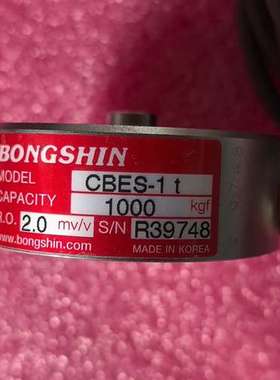 BONGSHIN
MODEL CBES-1 t
CAPACITY 1000 kgf
R.O. 2.0 mv/v S/N R39748
www.bongshin.com MADE IN KOREA